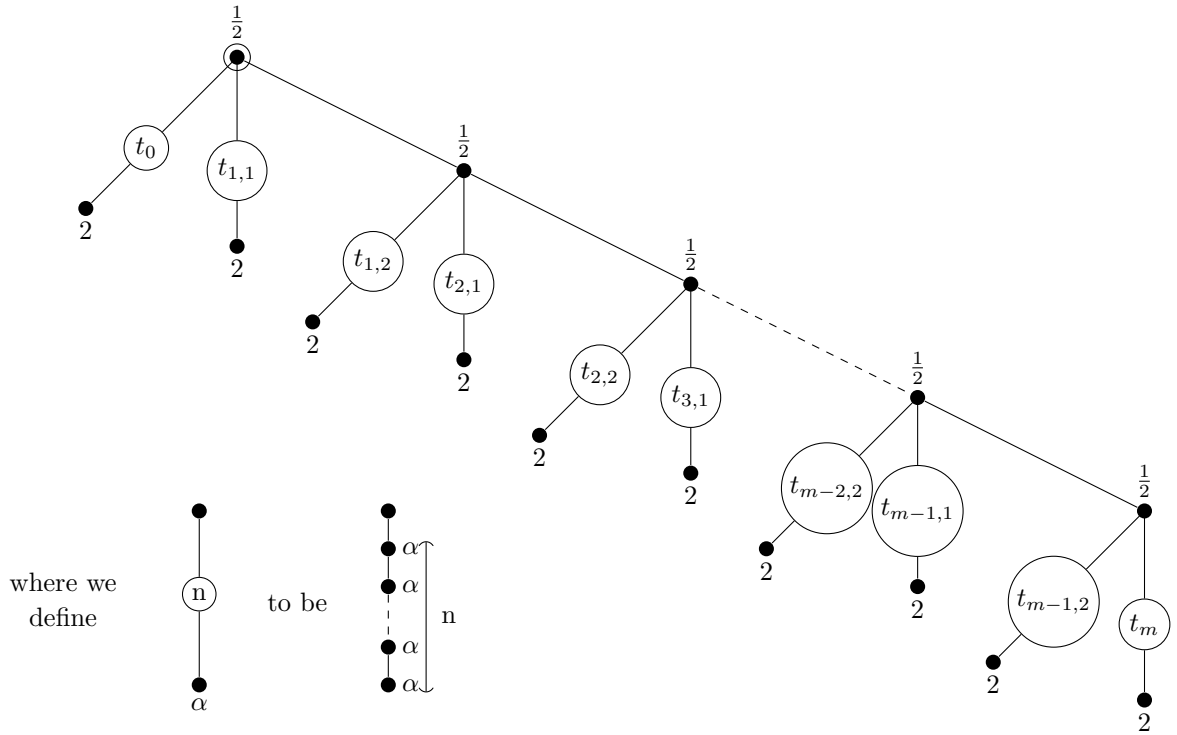 1/2
t_0
t_{1,1}
2
2
1/2
t_{1,2}
t_{2,1}
2
2
1/2
t_{2,2}
t_{3,1}
2
2
1/2
t_{m-2,2}
t_{m-1,1}
2
2
1/2
t_{m-1,2}
t_m
2
2
where we
define
n
α
to be
α
α
α
α
n